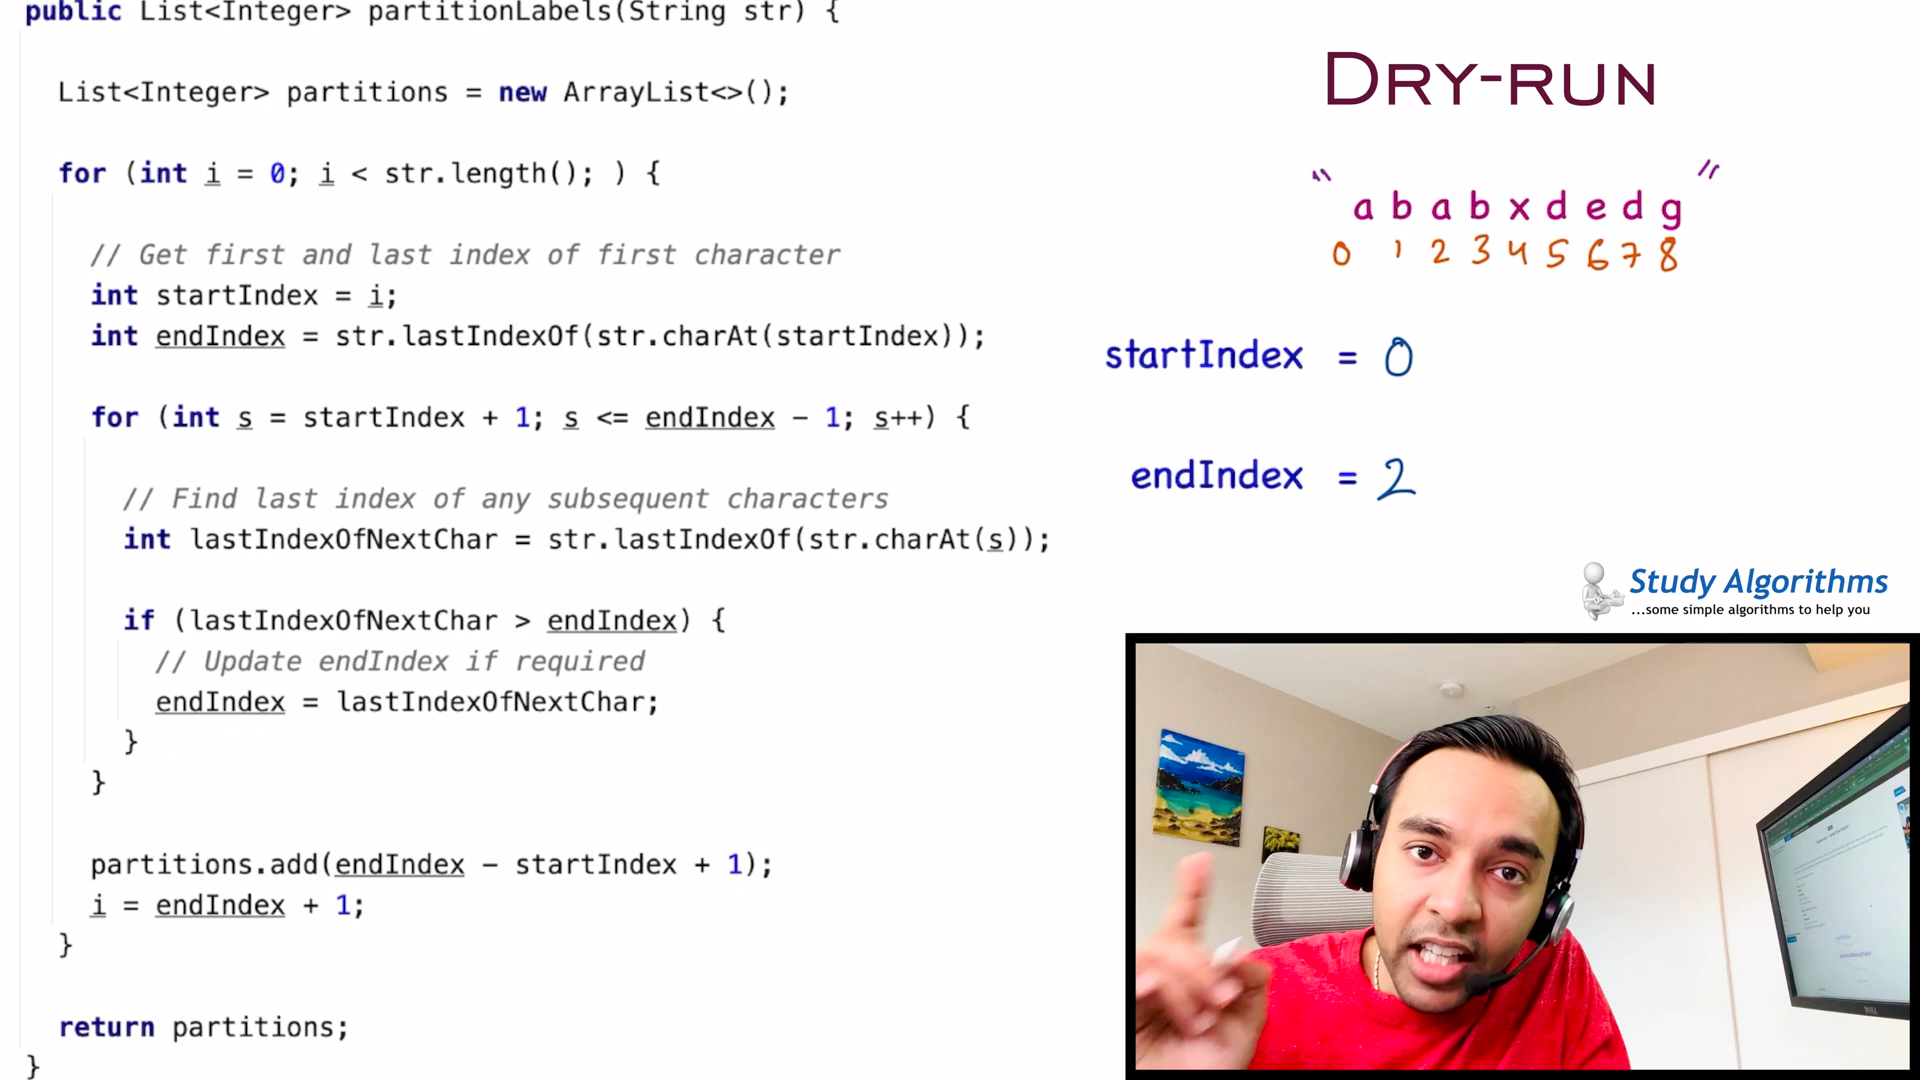 public List<Integer> partitionLabels(String str) {
List<Integer> partitions = new ArrayList<>();
for (int i = 0; i < str.length(); ) {
// Get first and last index of first character
int startIndex = i;
int endIndex = str.lastIndexOf(str.charAt(startIndex));
for (int s = startIndex + 1; s <= endIndex - 1; s++) {
// Find last index of any subsequent characters
int lastIndexOfNextChar = str.lastIndexOf(str.charAt(s));
if (lastIndexOfNextChar > endIndex) {
// Update endIndex if required
endIndex = lastIndexOfNextChar;
}
}
partitions.add(endIndex - startIndex + 1);
i = endIndex + 1;
}
return partitions;
}
DRY-RUN
" a b a b x d e d g "
0 1 2 3 4 5 6 7 8
startIndex = 0
endIndex = 2
Study Algorithms
...some simple algorithms to help you